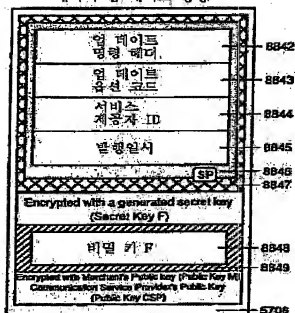 업 데이트
명령 헤더
8842
업 데이트
옵션 코드
8843
서비스
제공자 ID
8844
발행일시
8845
SP
8846
8847
Encrypted with a generated secret key
(Secret Key F)
비밀 키 F
8848
8849
Encrypted with Merchant's Public key (Public Key M)
Communication Service Provider's Public Key
(Public Key CSP)
5706